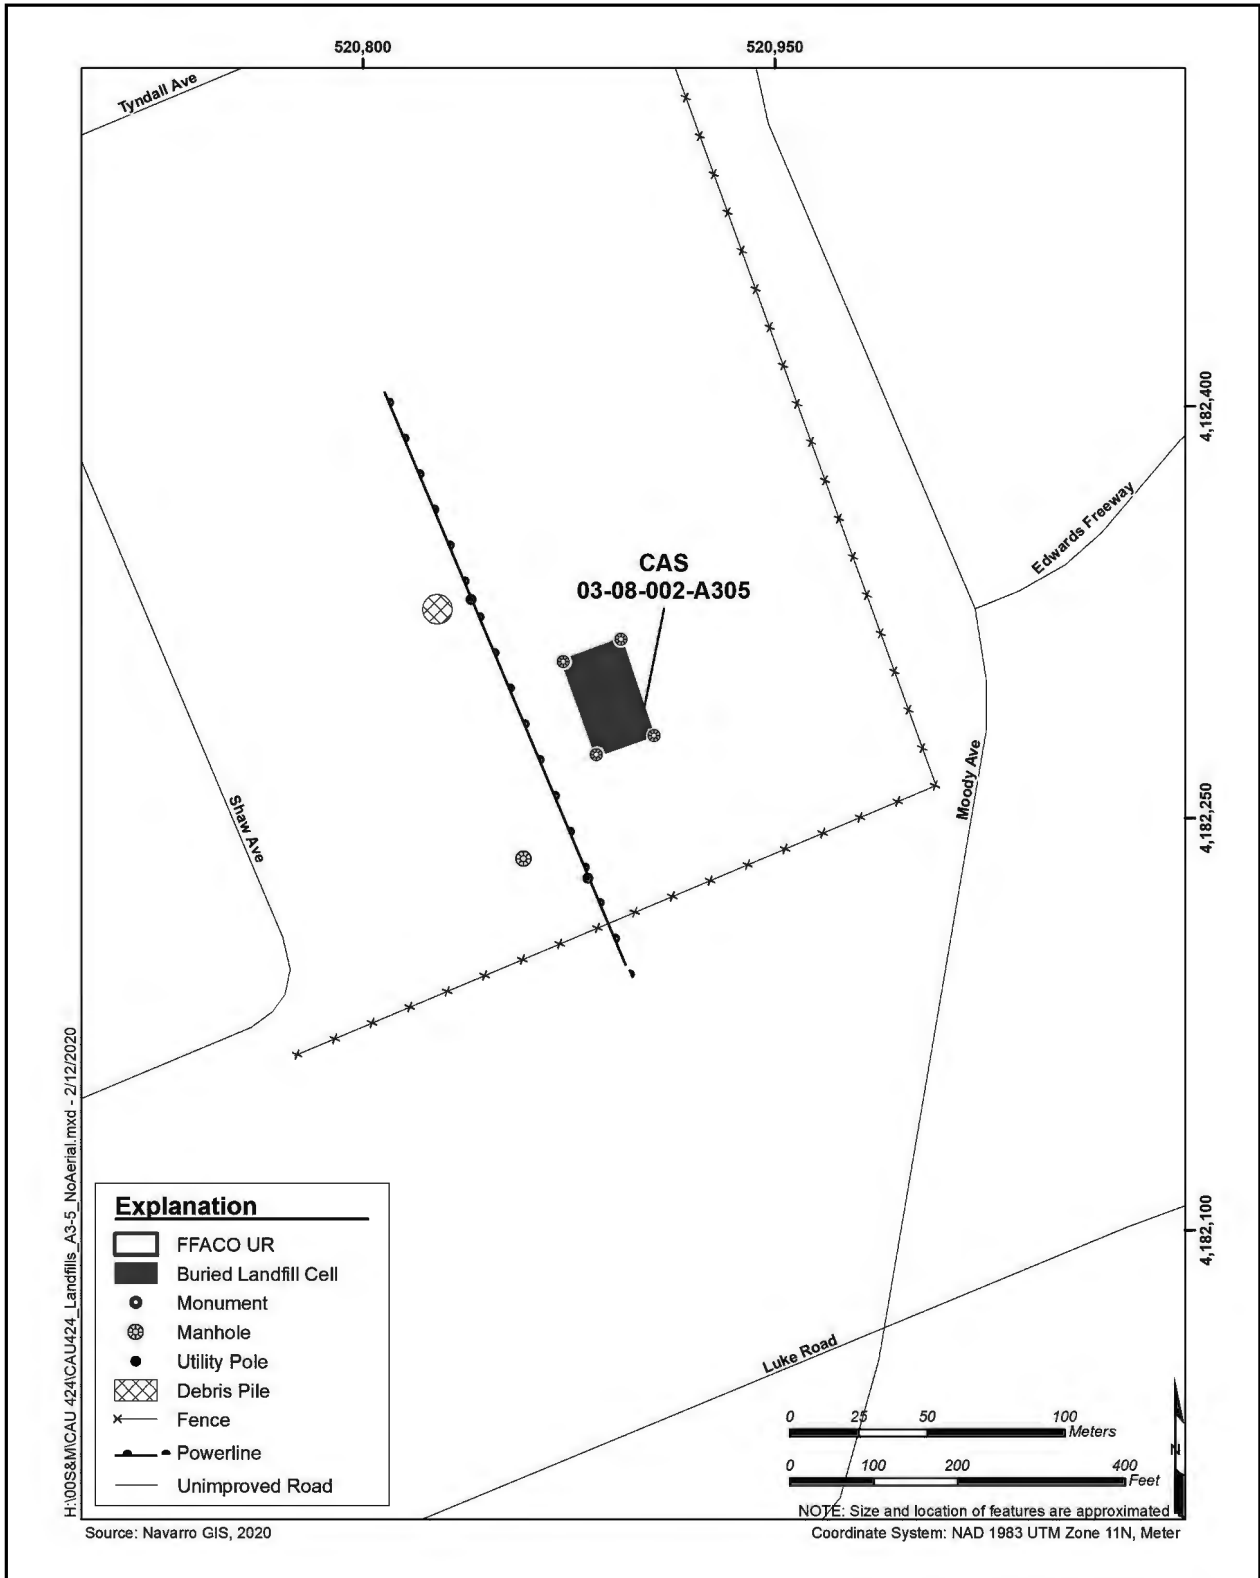 520,800
520,950
Tyndall Ave
4,182,400
Edwards Freeway
CAS
03-08-002-A305
Moody Ave
4,182,250
Shaw Ave
4,182,100
Luke Road
H:\00S&M\CAU 424\CAU424_Landfills_A3-5_NoAerial.mxd - 2/12/2020
Explanation
FFACO UR
Buried Landfill Cell
Monument
Manhole
Utility Pole
Debris Pile
Fence
Powerline
Unimproved Road
0 25 50 100
Meters
0 100 200 400
Feet
N
NOTE: Size and location of features are approximated
Source: Navarro GIS, 2020
Coordinate System: NAD 1983 UTM Zone 11N, Meter